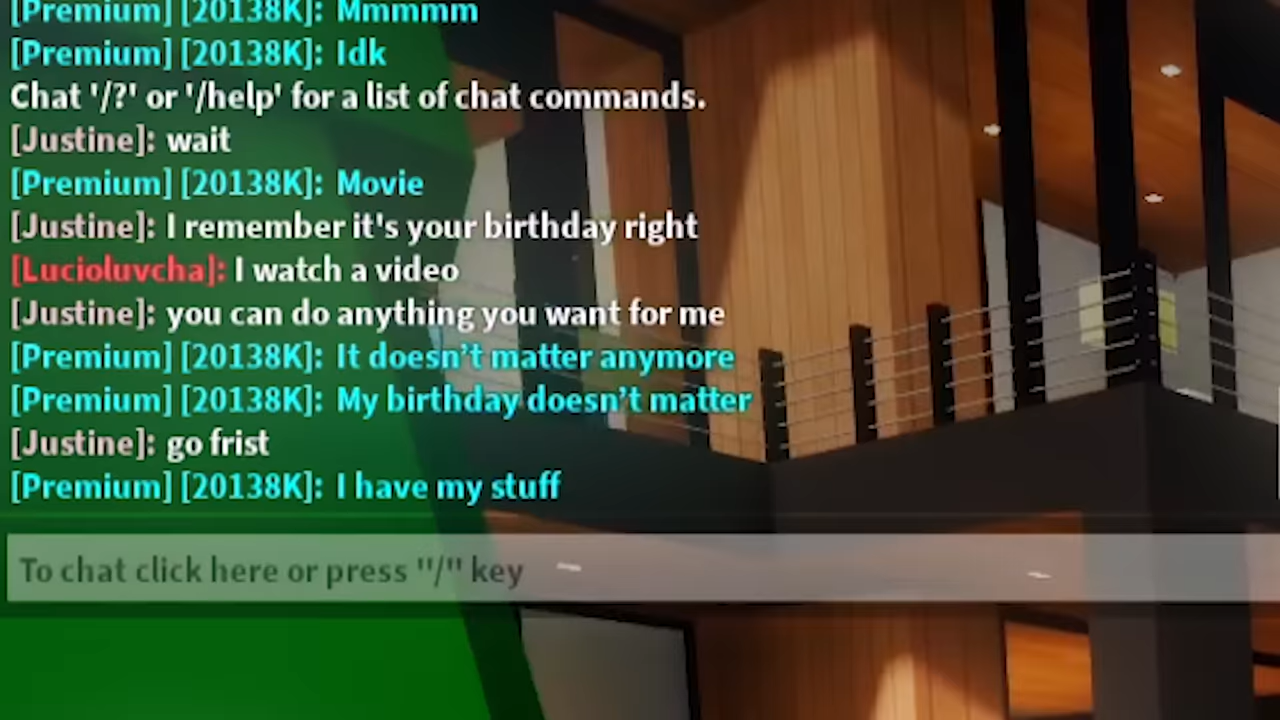 [Premium] [20138K]: Mmmmm
[Premium] [20138K]: Idk
Chat '/?' or '/help' for a list of chat commands.
[Justine]: wait
[Premium] [20138K]: Movie
[Justine]: I remember it's your birthday right
[Lucioluvcha]: I watch a video
[Justine]: you can do anything you want for me
[Premium] [20138K]: It doesn’t matter anymore
[Premium] [20138K]: My birthday doesn’t matter
[Justine]: go frist
[Premium] [20138K]: I have my stuff
To chat click here or press "/" key